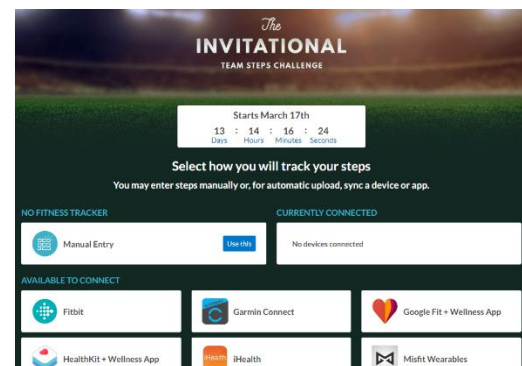 The
INVITATIONAL
TEAM STEPS CHALLENGE
Starts March 17th
13 : 14 : 16 : 24
Days Hours Minutes Seconds
Select how you will track your steps
You may enter steps manually or, for automatic upload, sync a device or app.
NO FITNESS TRACKER
CURRENTLY CONNECTED
Manual Entry
Use this
No devices connected
AVAILABLE TO CONNECT
Fitbit
Garmin Connect
Google Fit + Wellness App
HealthKit + Wellness App
iHealth
iHealth
Misfit Wearables